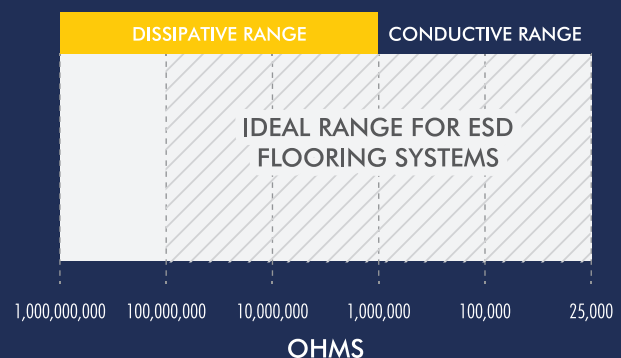 DISSIPATIVE RANGE
CONDUCTIVE RANGE
IDEAL RANGE FOR ESD
FLOORING SYSTEMS
1,000,000,000
100,000,000
10,000,000
1,000,000
100,000
25,000
OHMS